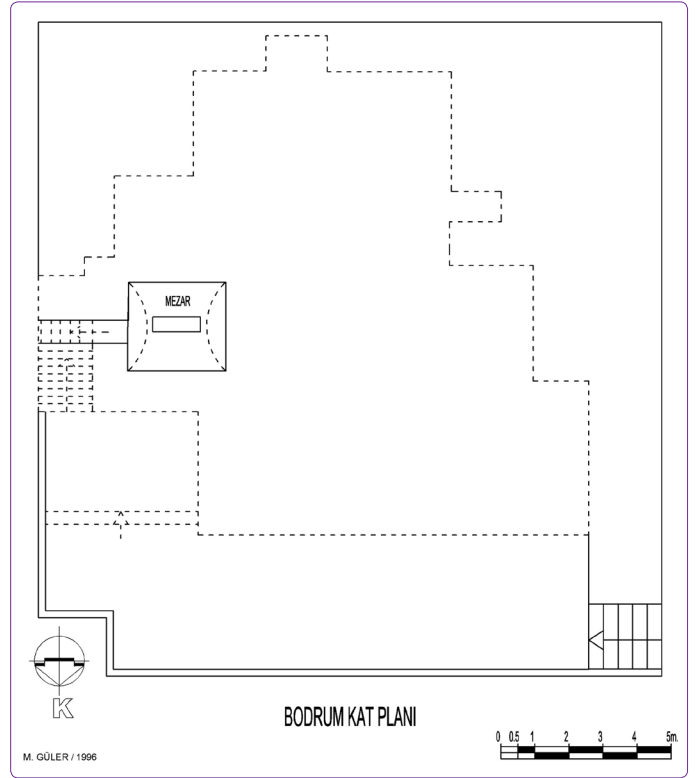 MEZAR
K
BODRUM KAT PLANI
0 0.5 1 2 3 4 5m.
M. GÜLER / 1996